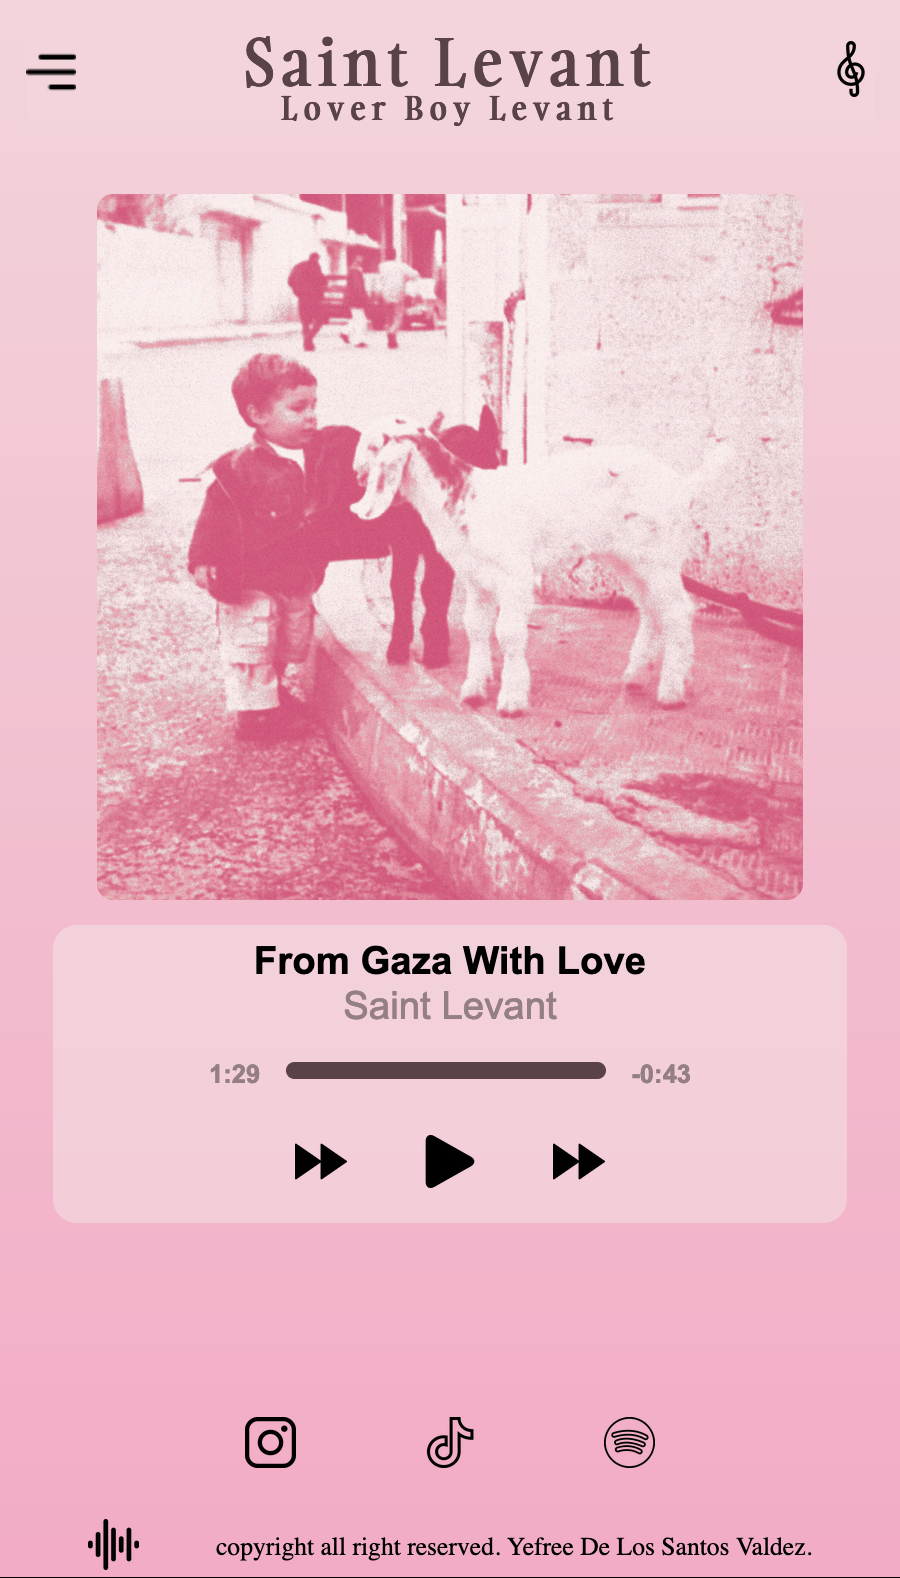 Saint Levant
Lover Boy Levant
From Gaza With Love
Saint Levant
1:29
-0:43
copyright all right reserved. Yefree De Los Santos Valdez.